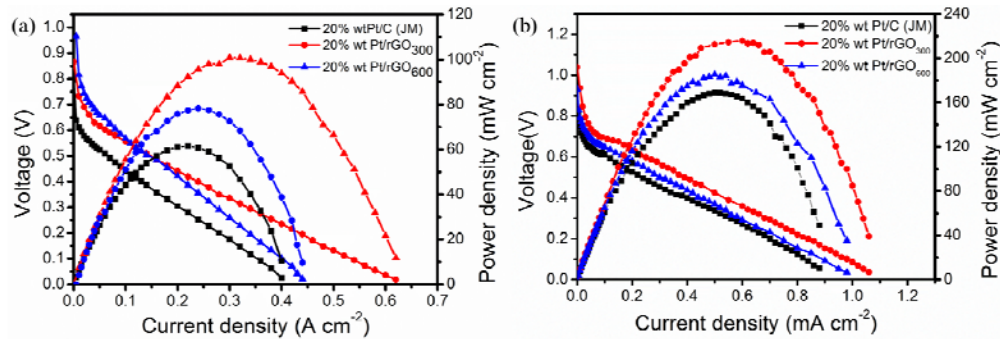 (a)
20% wtPt/C (JM)
20% wt Pt/rGO300
20% wt Pt/rGO600
1.0
0.9
0.8
0.7
0.6
0.5
0.4
0.3
0.2
0.1
0.0
Voltage (V)
120
100
80
60
40
20
0
Power density (mW cm-2)
0.0 0.1 0.2 0.3 0.4 0.5 0.6 0.7
Current density (A cm-2)
(b)
20% wt Pt/C (JM)
20% wt Pt/rGO300
20% wt Pt/rGO600
1.2
1.0
0.8
0.6
0.4
0.2
0.0
Voltage(V)
240
200
160
120
80
40
0
Power density (mW cm-2)
0.0 0.2 0.4 0.6 0.8 1.0 1.2
Current density (mA cm-2)